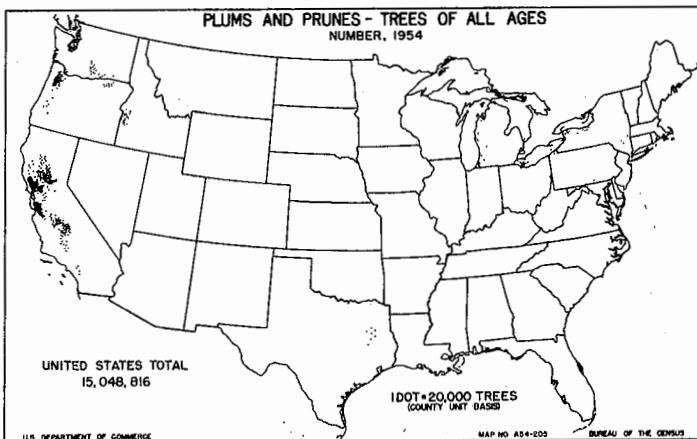 PLUMS AND PRUNES - TREES OF ALL AGES
NUMBER, 1954
UNITED STATES TOTAL
15,048,816
1 DOT=20,000 TREES
(COUNTY UNIT BASIS)
U.S. DEPARTMENT OF COMMERCE
MAP NO. A54-205
BUREAU OF THE CENSUS